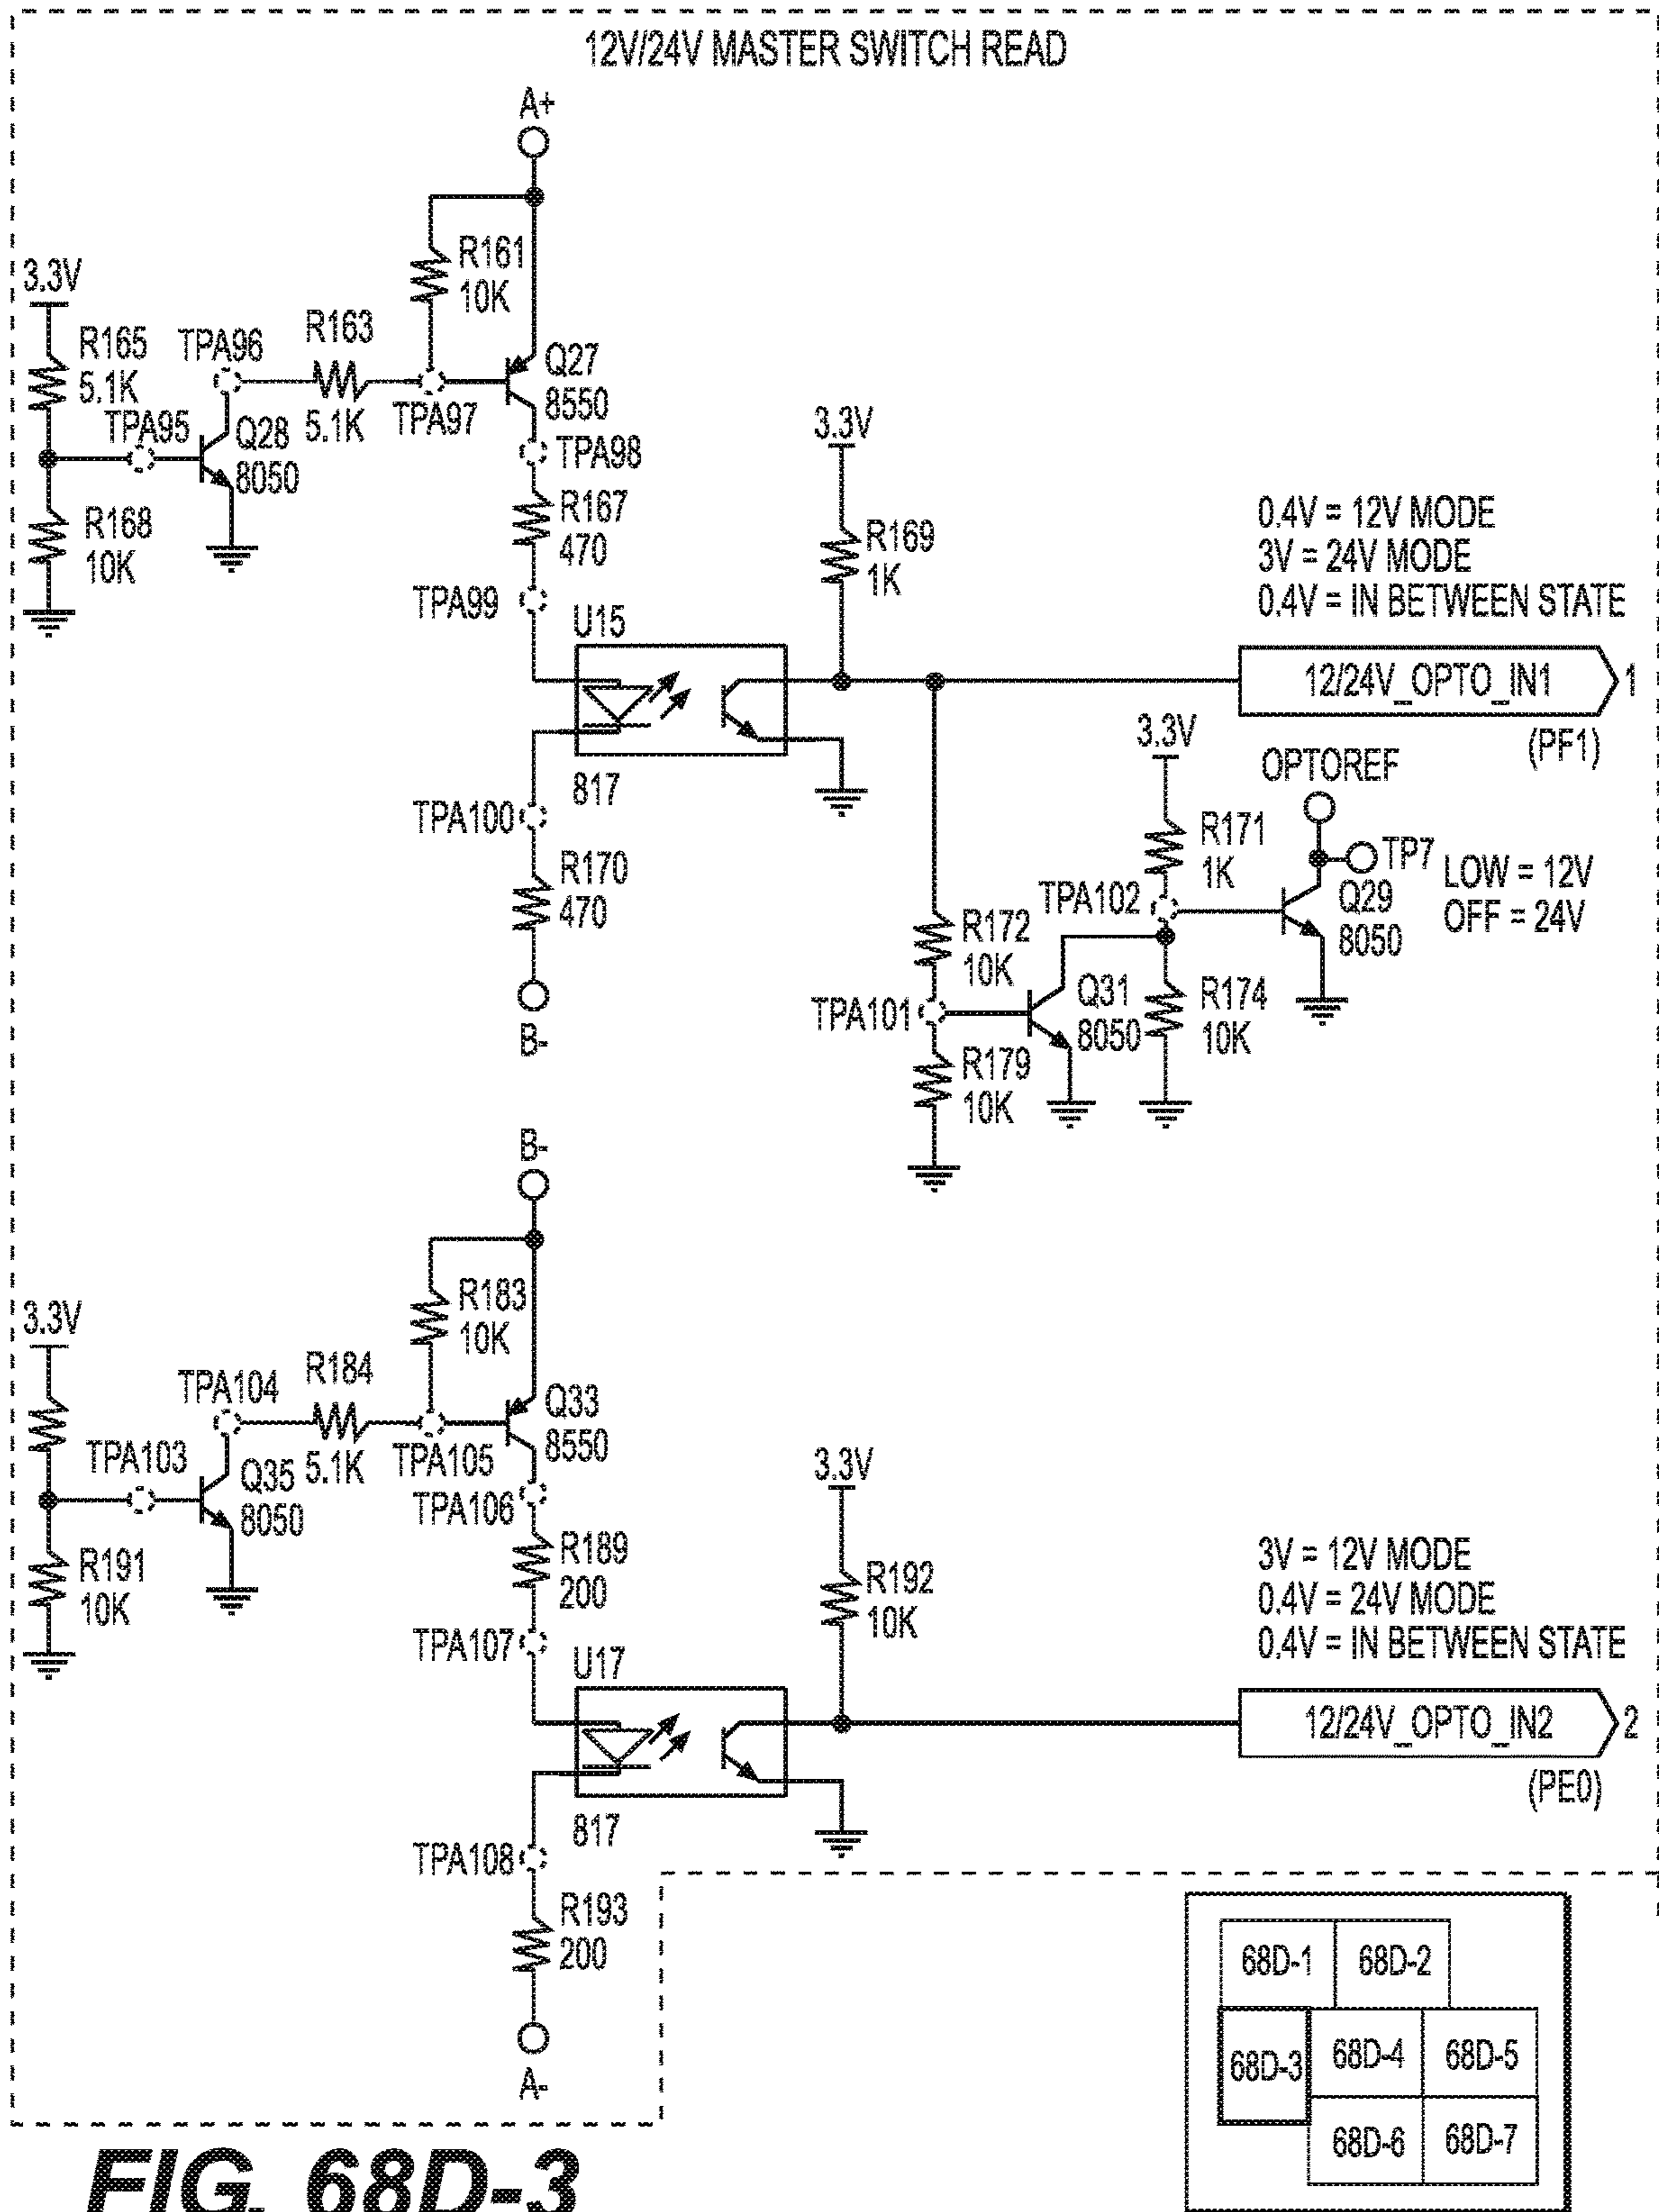 12V/24V MASTER SWITCH READ
A+
R161
10K
3.3V
R165
5.1K
TPA96
R163
5.1K
TPA97
Q27
8550
TPA95
Q28
8050
TPA98
3.3V
R168
10K
R167
470
R169
1K
0.4V = 12V MODE
3V = 24V MODE
0.4V = IN BETWEEN STATE
TPA99
U15
12/24V_OPTO_IN1
1
(PF1)
817
TPA100
R170
470
B-
3.3V
OPTOREF
R171
1K
TP7
LOW = 12V
OFF = 24V
TPA102
Q29
8050
R172
10K
TPA101
Q31
8050
R174
10K
R179
10K
B-
R183
10K
3.3V
TPA104
R184
5.1K
TPA105
Q33
8550
TPA103
Q35
8050
TPA106
3.3V
R191
10K
R189
200
R192
10K
3V = 12V MODE
0.4V = 24V MODE
0.4V = IN BETWEEN STATE
TPA107
U17
12/24V_OPTO_IN2
2
(PE0)
817
TPA108
R193
200
A-
68D-1 68D-2
68D-3 68D-4 68D-5
68D-6 68D-7
FIG. 68D-3